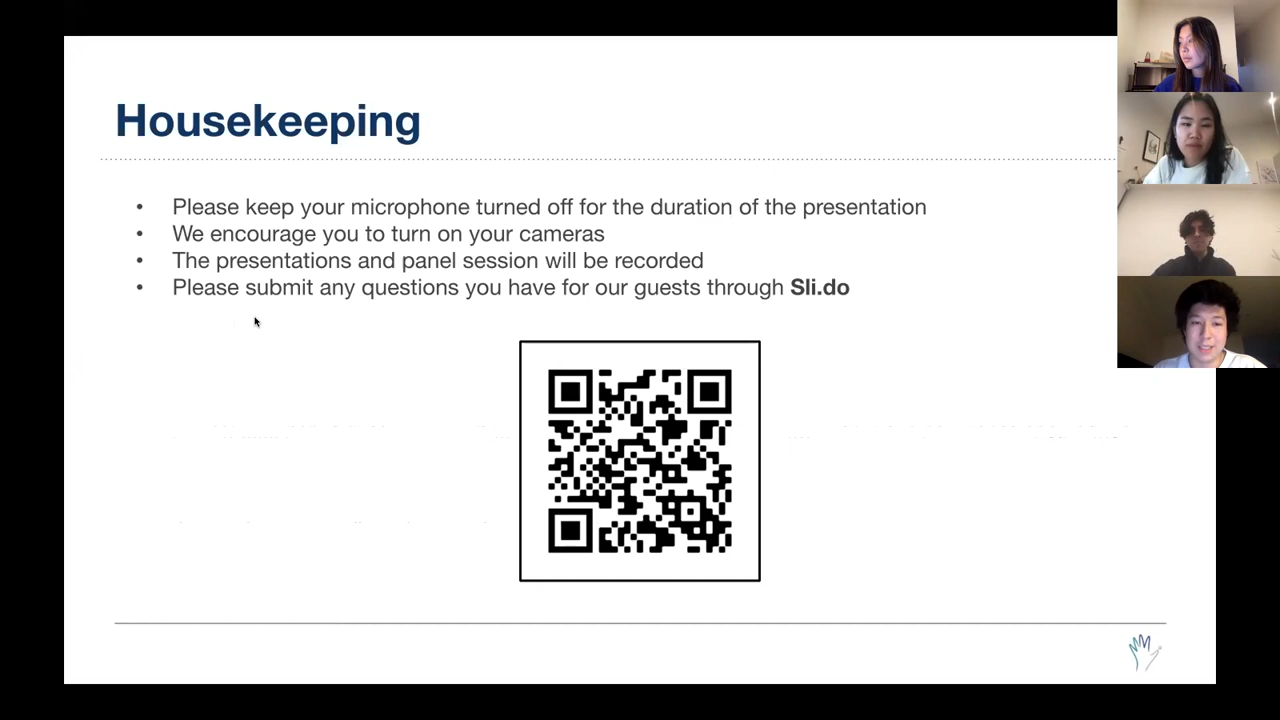 Housekeeping
• Please keep your microphone turned off for the duration of the presentation
• We encourage you to turn on your cameras
• The presentations and panel session will be recorded
• Please submit any questions you have for our guests through Sli.do